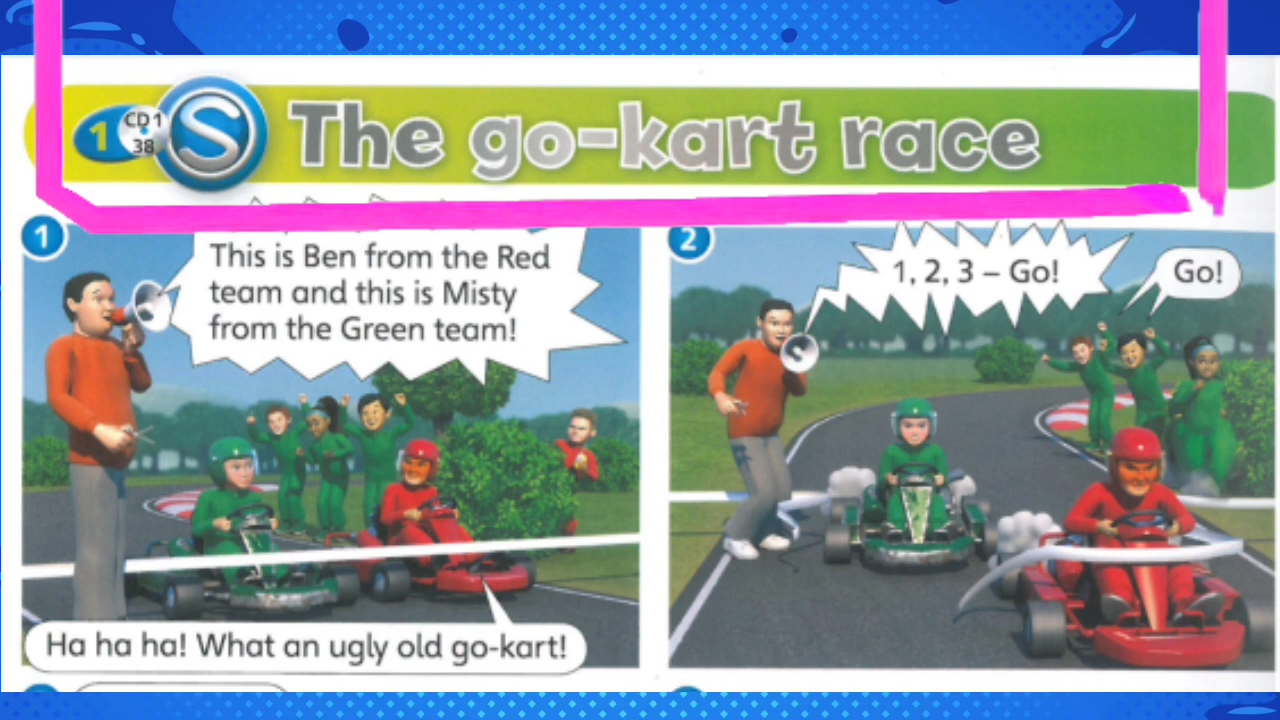 1
CD1
38
S
The go-kart race
1
This is Ben from the Red
team and this is Misty
from the Green team!
Ha ha ha! What an ugly old go-kart!
2
1, 2, 3 – Go!
Go!